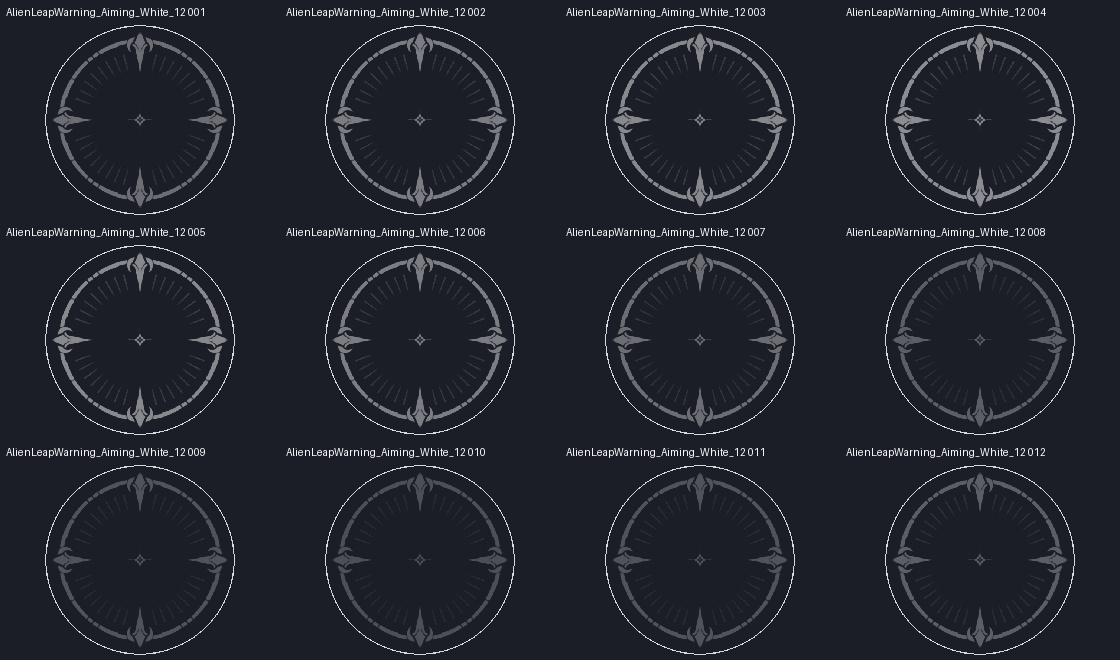 AlienLeapWarning_Aiming_White_12001
AlienLeapWarning_Aiming_White_12002
AlienLeapWarning_Aiming_White_12003
AlienLeapWarning_Aiming_White_12004
AlienLeapWarning_Aiming_White_12005
AlienLeapWarning_Aiming_White_12006
AlienLeapWarning_Aiming_White_12007
AlienLeapWarning_Aiming_White_12008
AlienLeapWarning_Aiming_White_12009
AlienLeapWarning_Aiming_White_12010
AlienLeapWarning_Aiming_White_12011
AlienLeapWarning_Aiming_White_12012